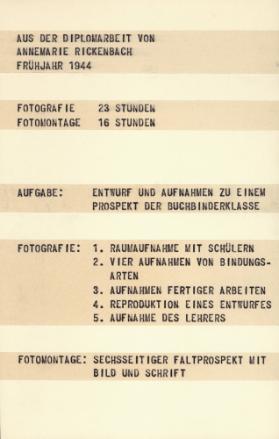 AUS DER DIPLOMARBEIT VON
ANNEMARIE RICKENBACH
FRÜHJAHR 1944
FOTOGRAFIE 23 STUNDEN
FOTOMONTAGE 16 STUNDEN
AUFGABE: ENTWURF UND AUFNAHMEN ZU EINEM
PROSPEKT DER BUCHBINDERKLASSE
FOTOGRAFIE: 1. RAUMAUFNAHME MIT SCHÜLERN
2. VIER AUFNAHMEN VON BINDUNGS-
ARTEN
3. AUFNAHMEN FERTIGER ARBEITEN
4. REPRODUKTION EINES ENTWURFES
5. AUFNAHME DES LEHRERS
FOTOMONTAGE: SECHSSEITIGER FALTPROSPEKT MIT
BILD UND SCHRIFT